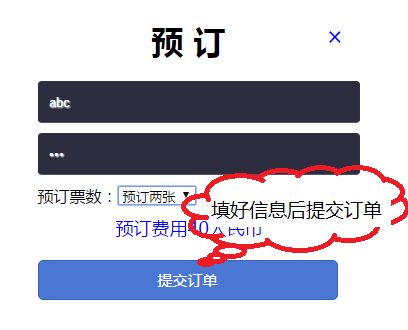 预 订
×
abc
•••
预订票数：预订两张 ▼
填好信息后提交订单
预订费用40人民币
提交订单